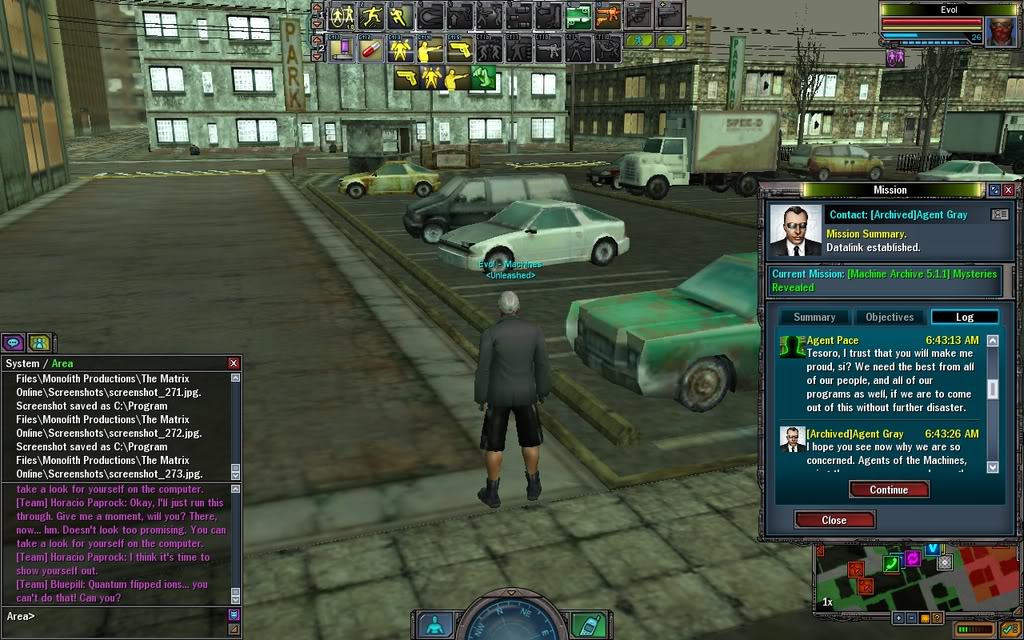 PARK
PARKING
SPEE-D
Evol
26
Evol - Machines
<Unleashed>
Mission
Contact: [Archived]Agent Gray
Mission Summary.
Datalink established.
Current Mission: [Machine Archive 5.1.1] Mysteries
Revealed
Summary
Objectives
Log
Agent Pace 6:43:13 AM
Tesoro, I trust that you will make
me proud, si? We need the best from
all of our people, and all of our
programs as well, if we are to come
out of this without further disaster.
[Archived]Agent Gray 6:43:26 AM
I hope you see now why we are so
concerned. Agents of the Machines,
Continue
Close
System / Area
Files\Monolith Productions\The Matrix
Online\Screenshots\screenshot_271.jpg.
Screenshot saved as C:\Program
Files\Monolith Productions\The Matrix
Online\Screenshots\screenshot_272.jpg.
Screenshot saved as C:\Program
Files\Monolith Productions\The Matrix
Online\Screenshots\screenshot_273.jpg.
take a look for yourself on the computer.
[Team] Horacio Paprock: Okay, I'll just run this
through. Give me a moment, will you? There,
now... hm. Doesn't look too promising. You can
take a look for yourself on the computer.
[Team] Horacio Paprock: I think it's time to
show yourself out.
[Team] Bluepill: Quantum flipped ions... you
can't do that! Can you?
Area>
NW
N
NE
E
1x